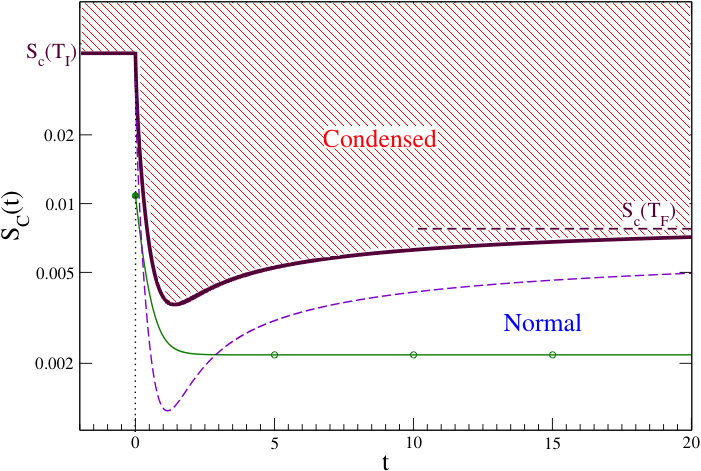 S_c(T_I)
Condensed
0.02
0.01
S_c(T_F)
S_C(t)
0.005
Normal
0.002
0 5 10 15 20
t